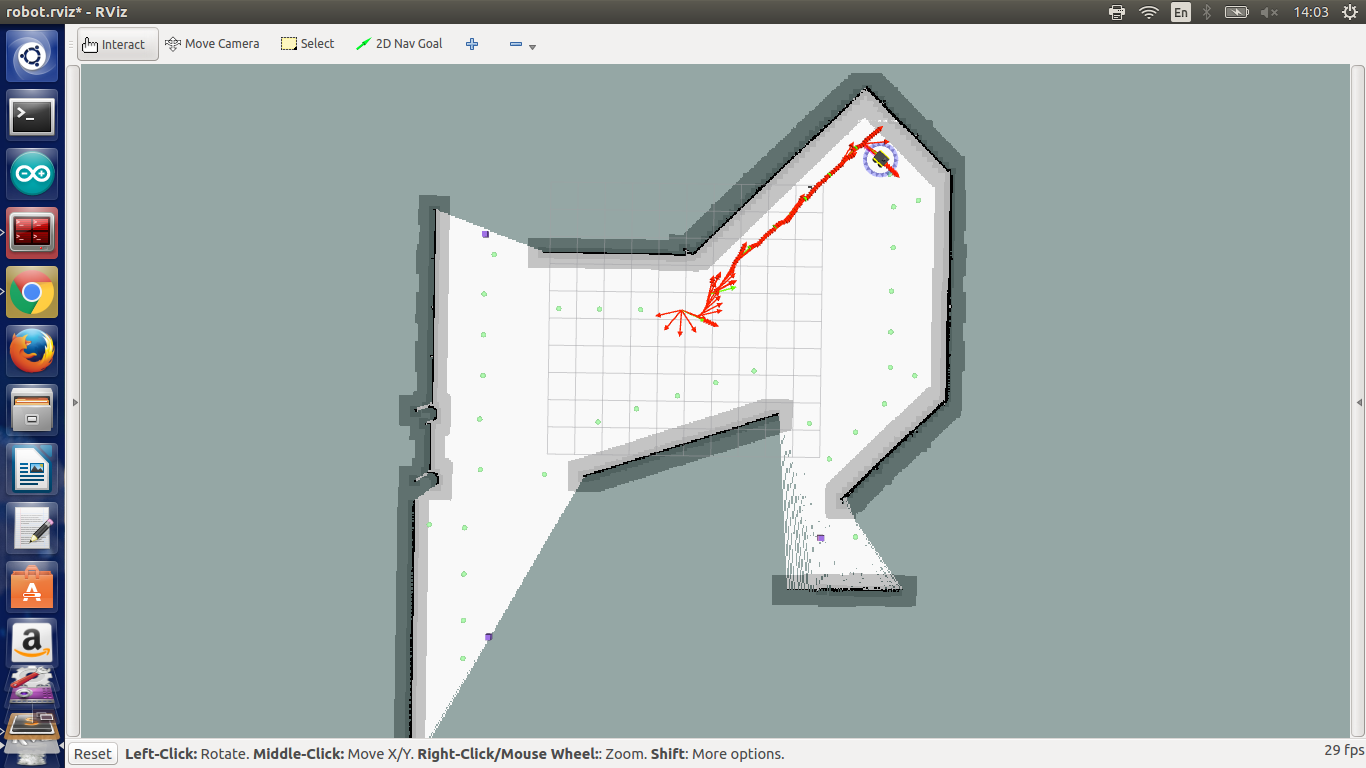 robot.rviz* - RViz
En
14:03
Interact
Move Camera
Select
2D Nav Goal
Reset
Left-Click: Rotate. Middle-Click: Move X/Y. Right-Click/Mouse Wheel:: Zoom. Shift: More options.
29 fps